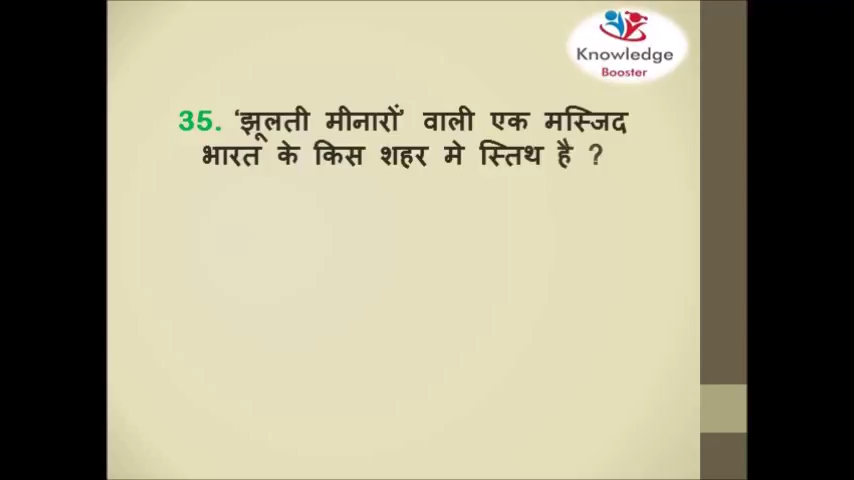 Knowledge
Booster
35. 'झूलती मीनारों' वाली एक मस्जिद
भारत के किस शहर मे स्तिथ है ?